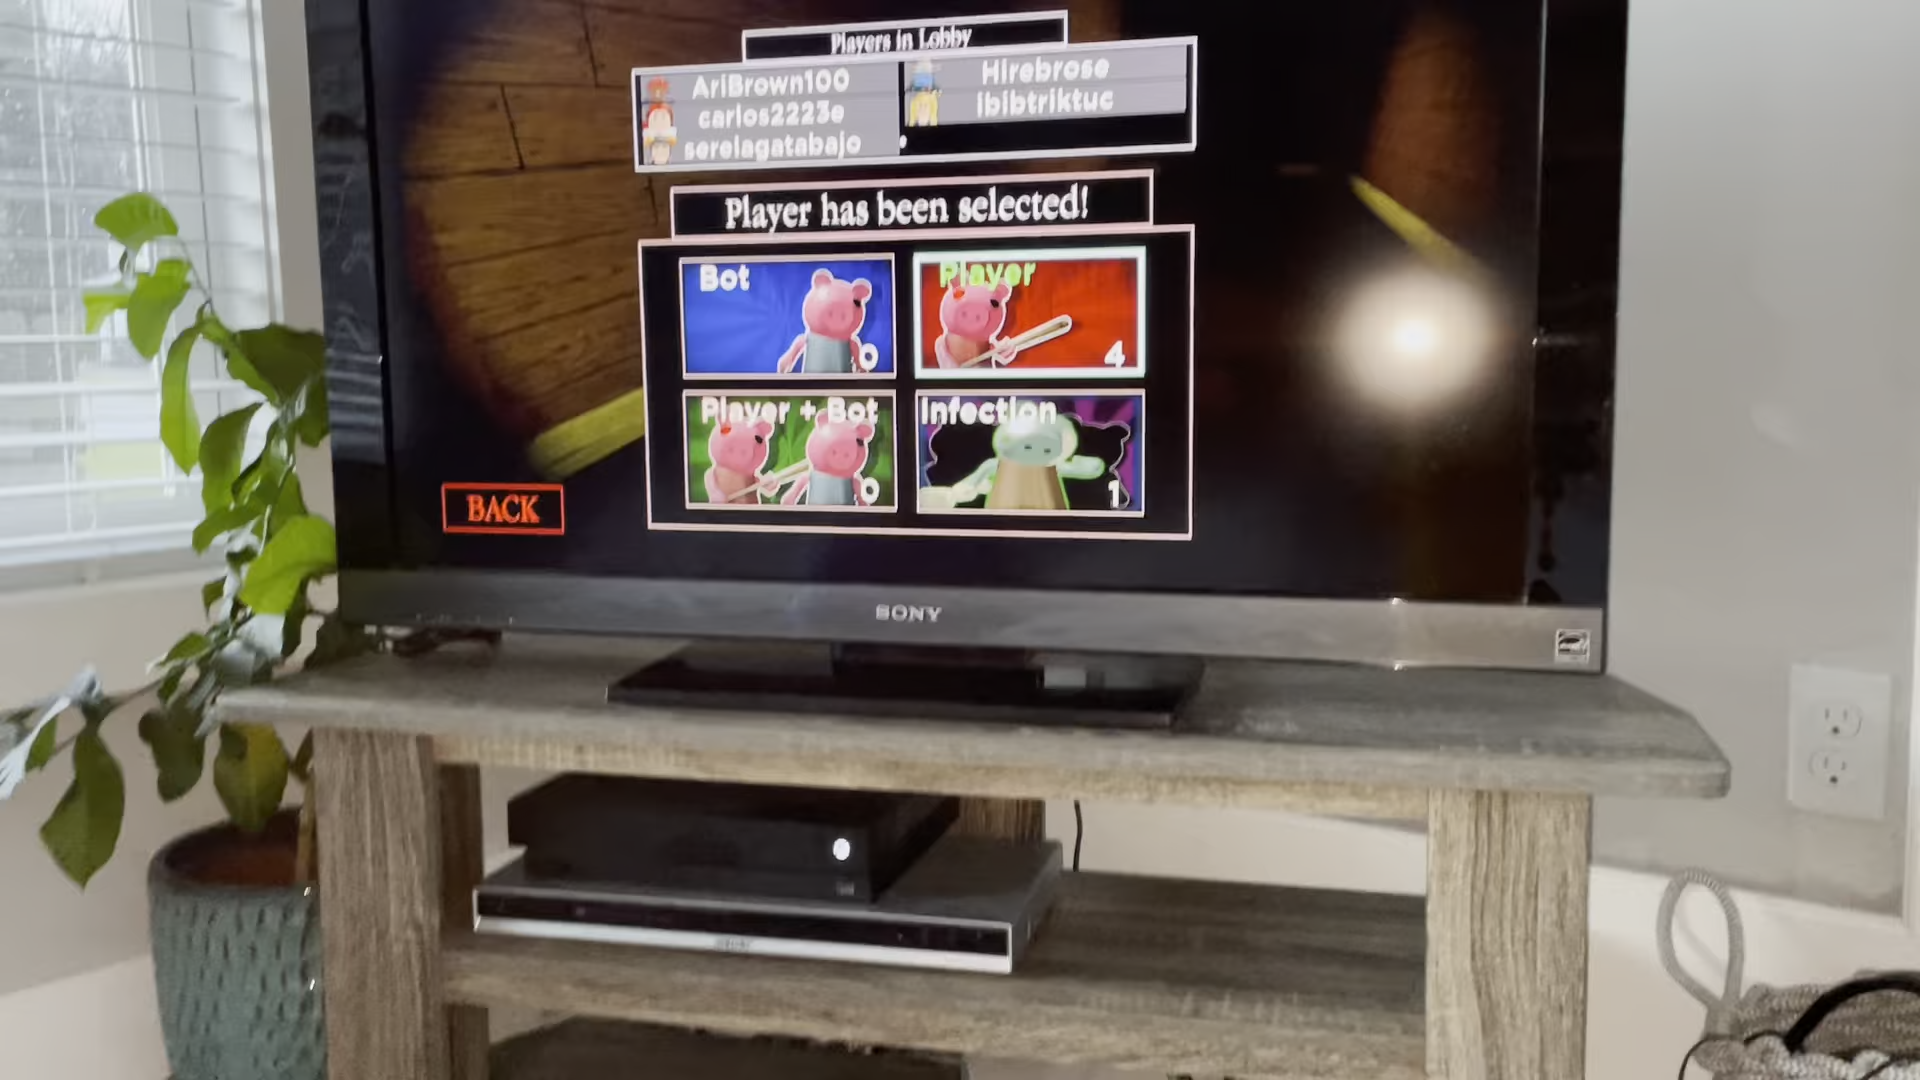 Players in Lobby
AriBrown100
carlos2223e
serelagatabajo
Hirebrose
ibibtriktuc
Player has been selected!
Bot
0
Player
4
Player + Bot
0
Infection
1
BACK
SONY